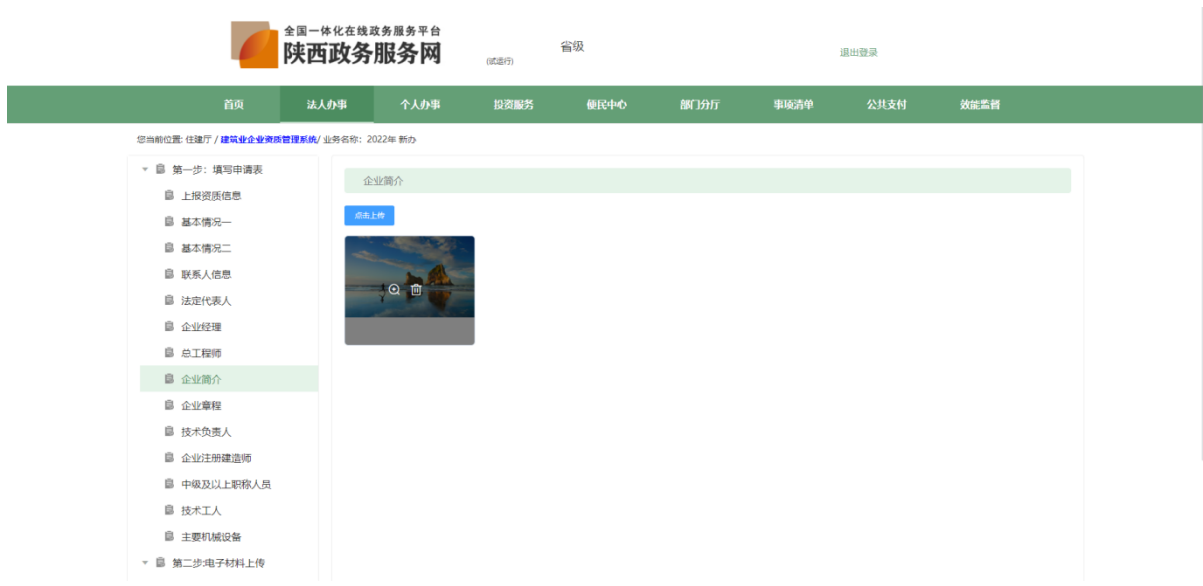 全国一体化在线政务服务平台
陕西政务服务网
(试运行)
省级
退出登录
首页 法人办事 个人办事 投资服务 便民中心 部门分厅 事项清单 公共支付 效能监督
您当前位置: 住建厅 / 建筑业企业资质管理系统/ 业务名称: 2022年 新办
第一步：填写申请表
上报资质信息
基本情况一
基本情况二
联系人信息
法定代表人
企业经理
总工程师
企业简介
企业章程
技术负责人
企业注册建造师
中级及以上职称人员
技术工人
主要机械设备
第二步:电子材料上传
企业简介
点击上传